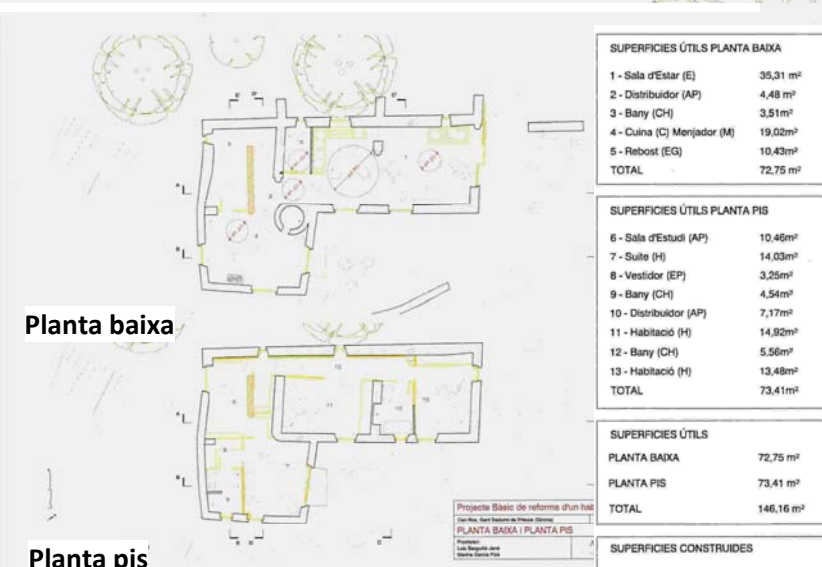 Planta baixa
Planta pis
SUPERFICIES ÚTILS PLANTA BAIXA
1 - Sala d'Estar (E) 35,31 m²
2 - Distribuïdor (AP) 4,48 m²
3 - Bany (CH) 3,51m²
4 - Cuina (C) Menjador (M) 19,02m²
5 - Rebost (EG) 10,43m²
TOTAL 72,75 m²
SUPERFICIES ÚTILS PLANTA PIS
6 - Sala d'Estudi (AP) 10,46m²
7 - Suite (H) 14,03m²
8 - Vestidor (EP) 3,25m²
9 - Bany (CH) 4,54m²
10 - Distribuïdor (AP) 7,17m²
11 - Habitació (H) 14,92m²
12 - Bany (CH) 5,56m²
13 - Habitació (H) 13,48m²
TOTAL 73,41m²
SUPERFICIES ÚTILS
PLANTA BAIXA 72,75 m²
PLANTA PIS 73,41 m²
TOTAL 146,16 m²
SUPERFICIES CONSTRUIDES
Projecte Bàsic de reforma d'un hab
PLANTA BAIXA I PLANTA PIS